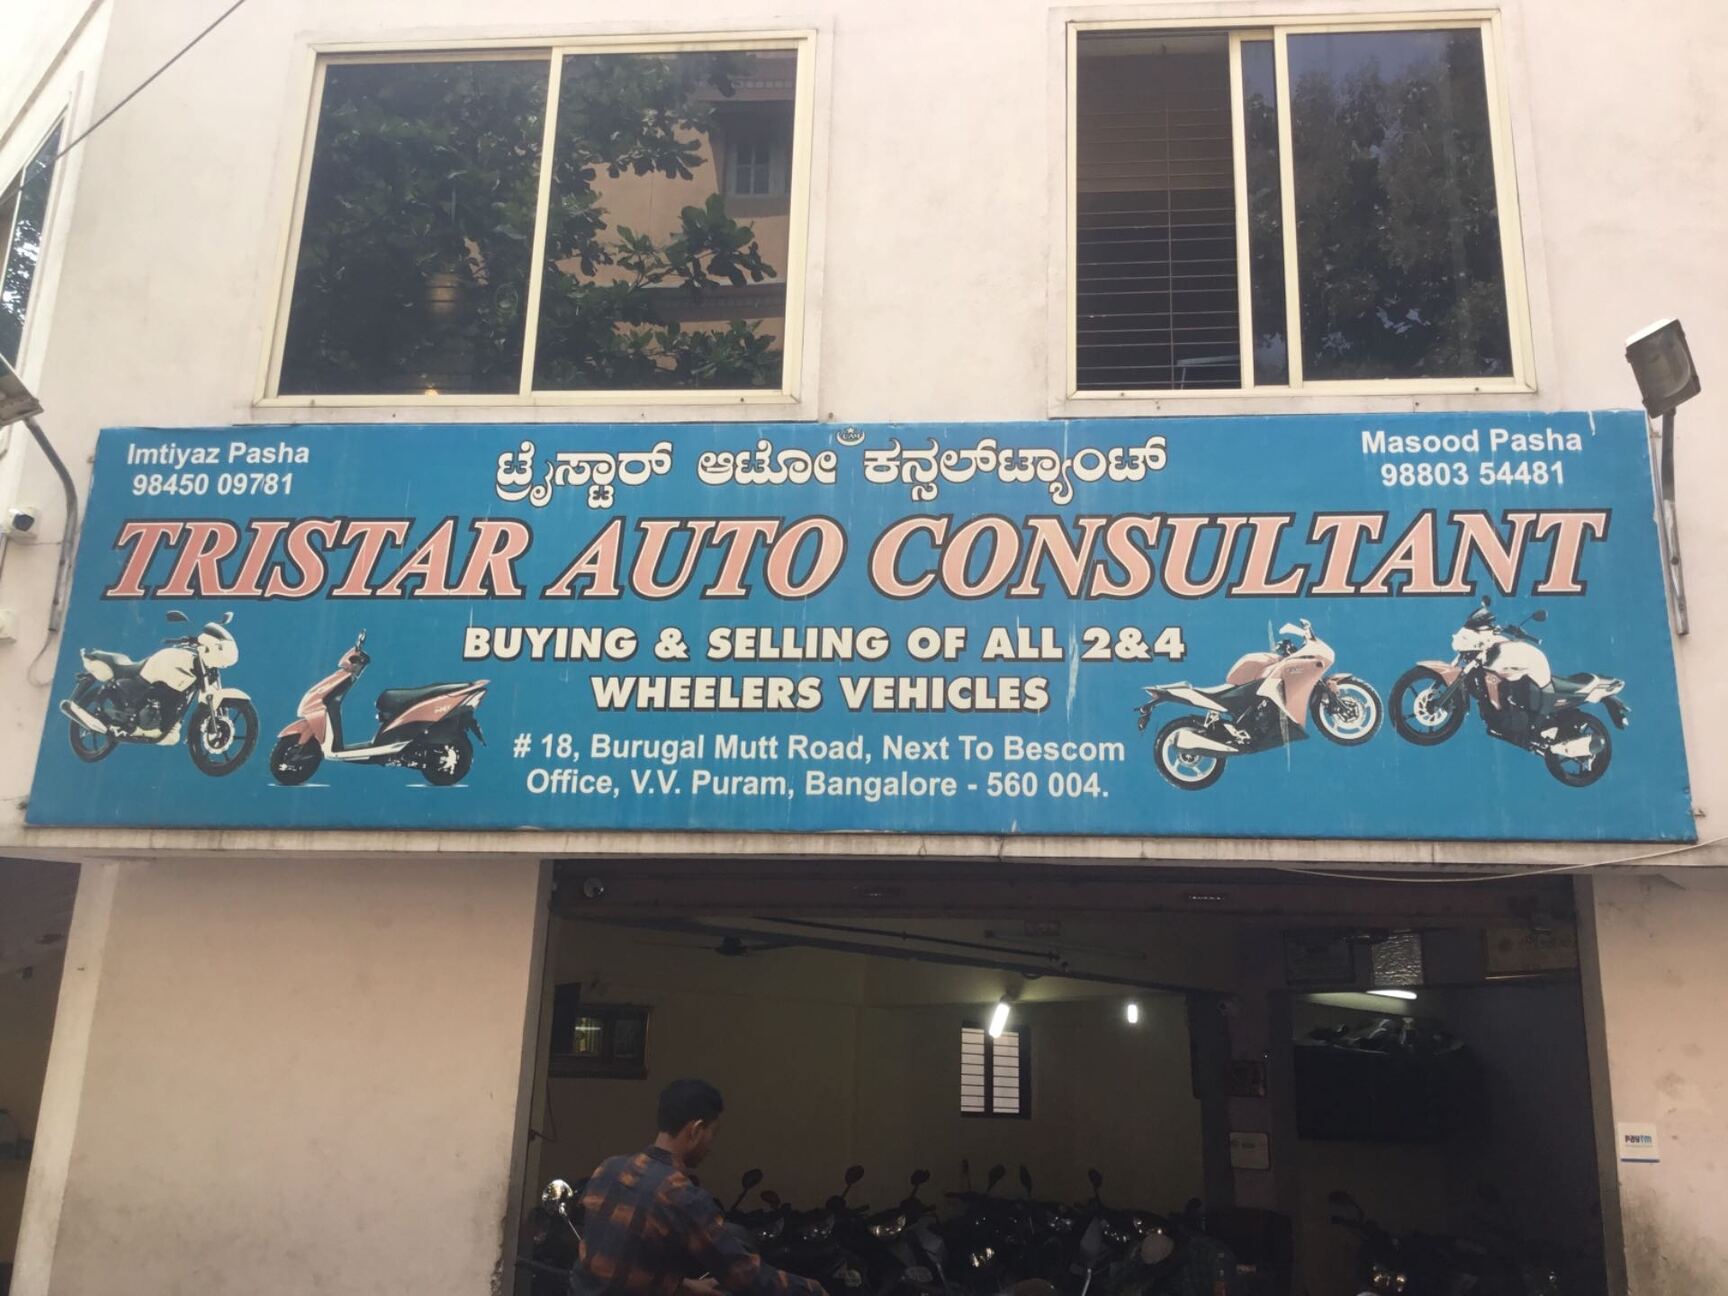 Imtiyaz Pasha
98450 09781
ಟ್ರೈಸ್ಟಾರ್ ಆಟೋ ಕನ್ಸಲ್‌ಟ್ಯಾಂಟ್
Masood Pasha
98803 54481
TRISTAR AUTO CONSULTANT
BUYING & SELLING OF ALL 2&4
WHEELERS VEHICLES
# 18, Burugal Mutt Road, Next To Bescom
Office, V.V. Puram, Bangalore - 560 004.
Paytm